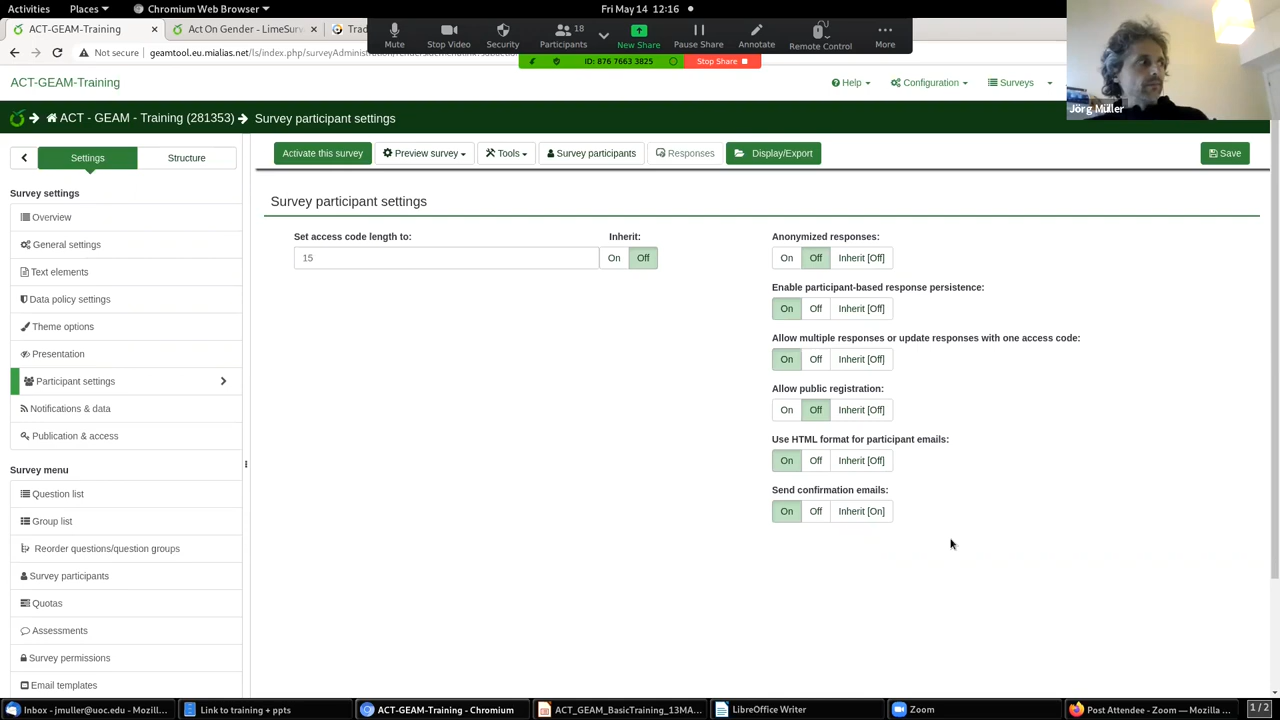 Activities
Places
Chromium Web Browser
Fri May 14 12:16
ACT-GEAM-Training
Act On Gender - LimeSurv
Trad
Mute
Stop Video
Security
Participants
18
New Share
Pause Share
Annotate
Remote Control
More
Not secure
geamtool.eu.mialias.net/ls/index.php/surveyAdministration/
ID: 876 7663 3825
Stop Share
Jörg Müller
ACT-GEAM-Training
Help
Configuration
Surveys
ACT - GEAM - Training (281353)
Survey participant settings
Settings
Structure
Activate this survey
Preview survey
Tools
Survey participants
Responses
Display/Export
Save
Survey settings
Overview
General settings
Text elements
Data policy settings
Theme options
Presentation
Participant settings
Notifications & data
Publication & access
Survey menu
Question list
Group list
Reorder questions/question groups
Survey participants
Quotas
Assessments
Survey permissions
Email templates
Survey participant settings
Set access code length to:
Inherit:
15
On
Off
Anonymized responses:
On
Off
Inherit [Off]
Enable participant-based response persistence:
On
Off
Inherit [Off]
Allow multiple responses or update responses with one access code:
On
Off
Inherit [Off]
Allow public registration:
On
Off
Inherit [Off]
Use HTML format for participant emails:
On
Off
Inherit [Off]
Send confirmation emails:
On
Off
Inherit [On]
Inbox - jmuller@uoc.edu - Mozill...
Link to training + ppts
ACT-GEAM-Training - Chromium
ACT_GEAM_BasicTraining_13MA...
LibreOffice Writer
Zoom
Post Attendee - Zoom — Mozilla ...
1 / 2